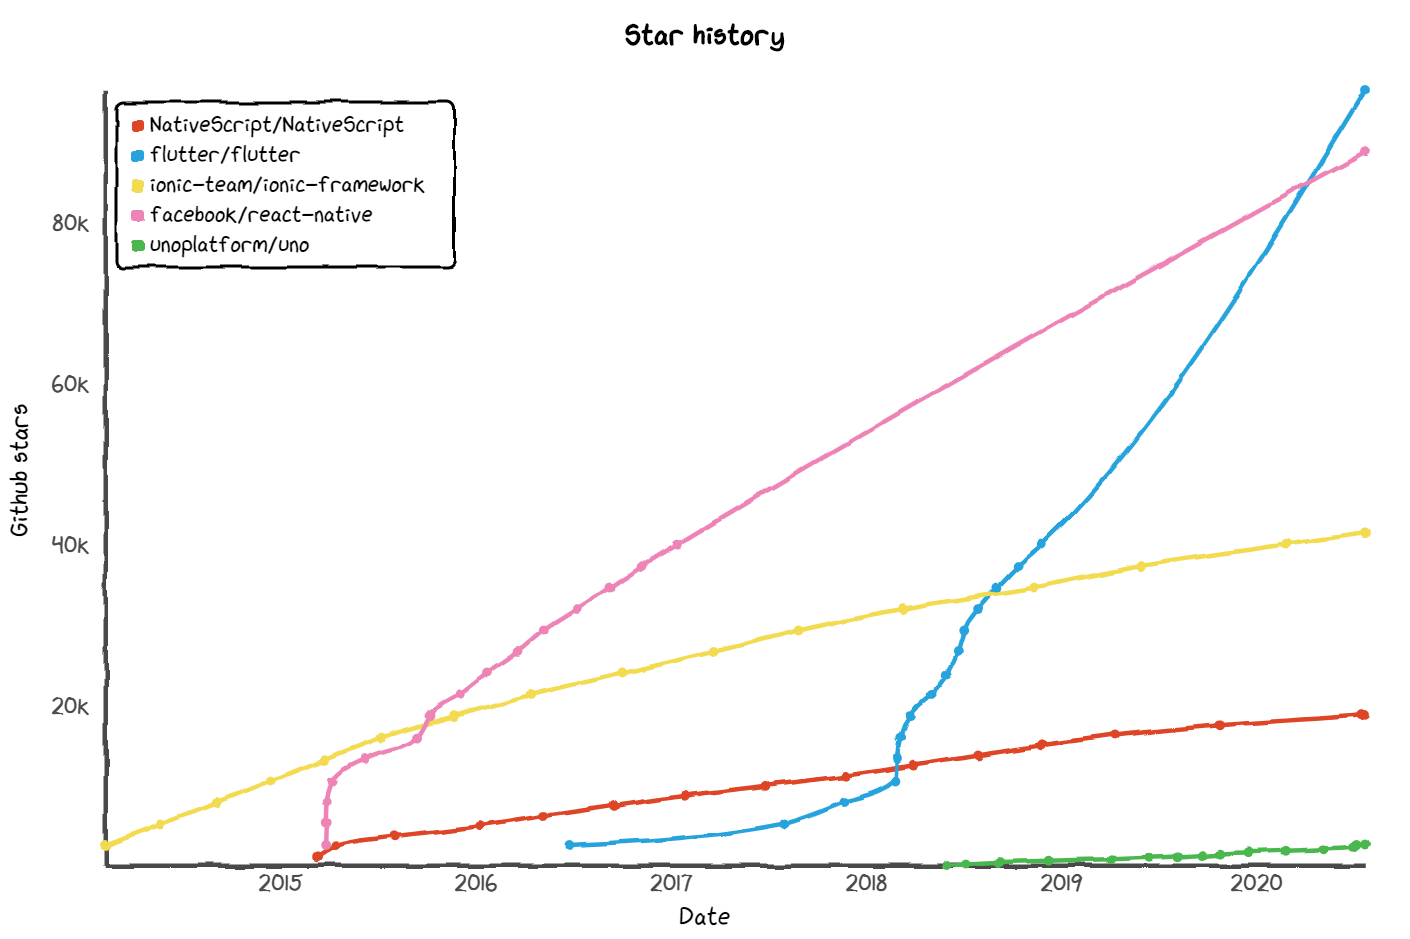 Star history
NativeScript/NativeScript
flutter/flutter
ionic-team/ionic-framework
facebook/react-native
unoplatform/uno
80k
60k
40k
20k
Github stars
2015 2016 2017 2018 2019 2020
Date